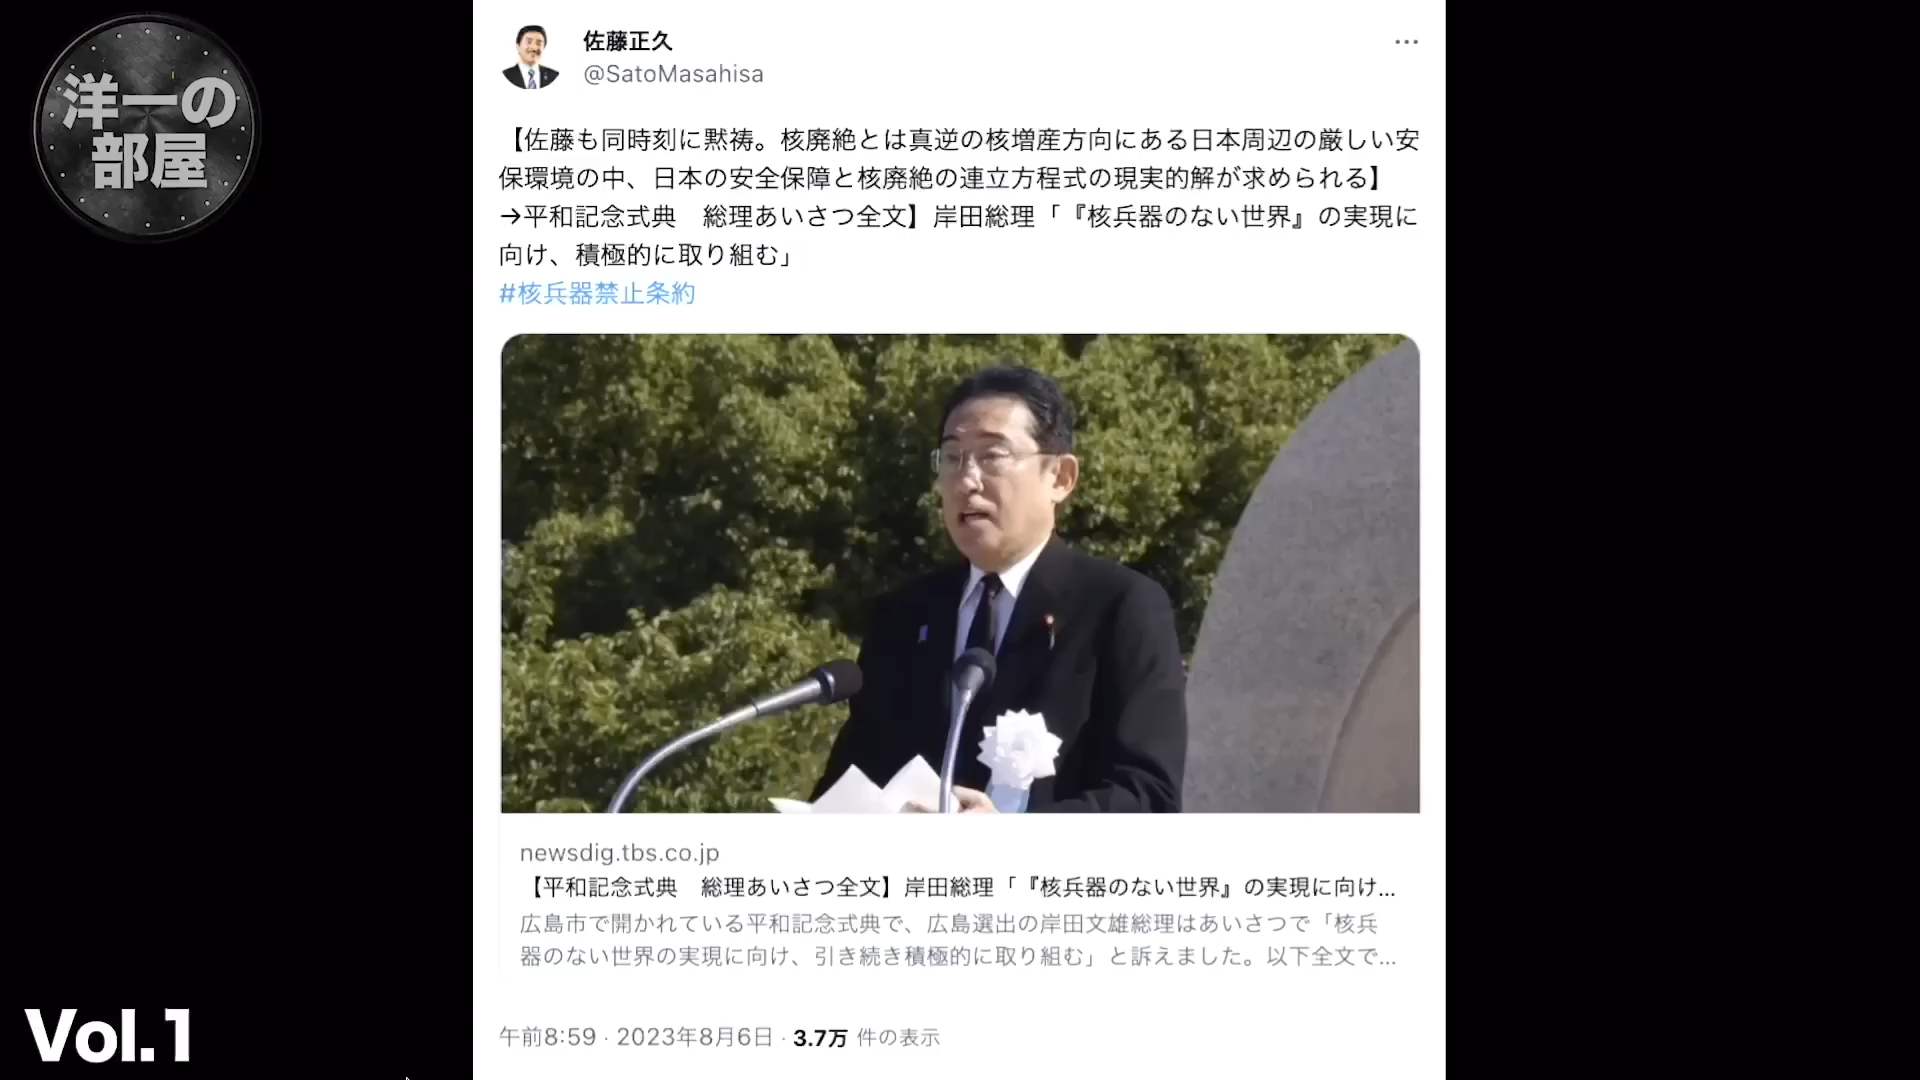 洋一の
部屋
佐藤正久
@SatoMasahisa
【佐藤も同時刻に黙祷。核廃絶とは真逆の核増産方向にある日本周辺の厳しい安
保環境の中、日本の安全保障と核廃絶の連立方程式の現実的解が求められる】
→平和記念式典　総理あいさつ全文】岸田総理「『核兵器のない世界』の実現に
向け、積極的に取り組む」
#核兵器禁止条約
newsdig.tbs.co.jp
【平和記念式典　総理あいさつ全文】岸田総理「『核兵器のない世界』の実現に向け...
広島市で開かれている平和記念式典で、広島選出の岸田文雄総理はあいさつで「核兵
器のない世界の実現に向け、引き続き積極的に取り組む」と訴えました。以下全文で...
午前8:59 · 2023年8月6日 · 3.7万 件の表示
Vol.1